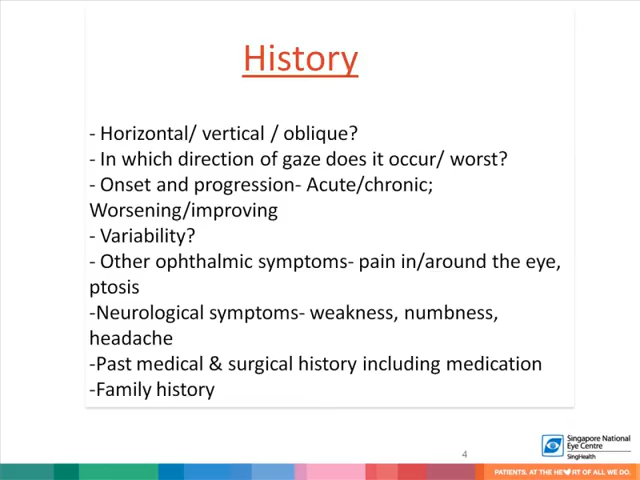 History
- Horizontal/ vertical / oblique?
- In which direction of gaze does it occur/ worst?
- Onset and progression- Acute/chronic;
Worsening/improving
- Variability?
- Other ophthalmic symptoms- pain in/around the eye,
ptosis
-Neurological symptoms- weakness, numbness,
headache
-Past medical & surgical history including medication
-Family history
4
Singapore National
Eye Centre
SingHealth
PATIENTS. AT THE HE♥RT OF ALL WE DO.